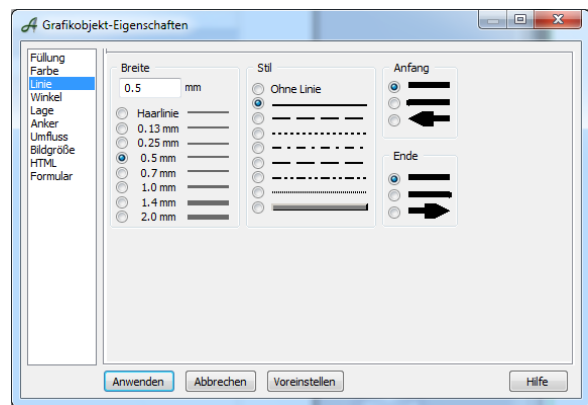 Grafikobjekt-Eigenschaften
Füllung
Farbe
Linie
Winkel
Lage
Anker
Umfluss
Bildgröße
HTML
Formular
Breite
0.5 mm
Haarlinie
0.13 mm
0.25 mm
0.5 mm
0.7 mm
1.0 mm
1.4 mm
2.0 mm
Stil
Ohne Linie
Anfang
Ende
Anwenden
Abbrechen
Voreinstellen
Hilfe